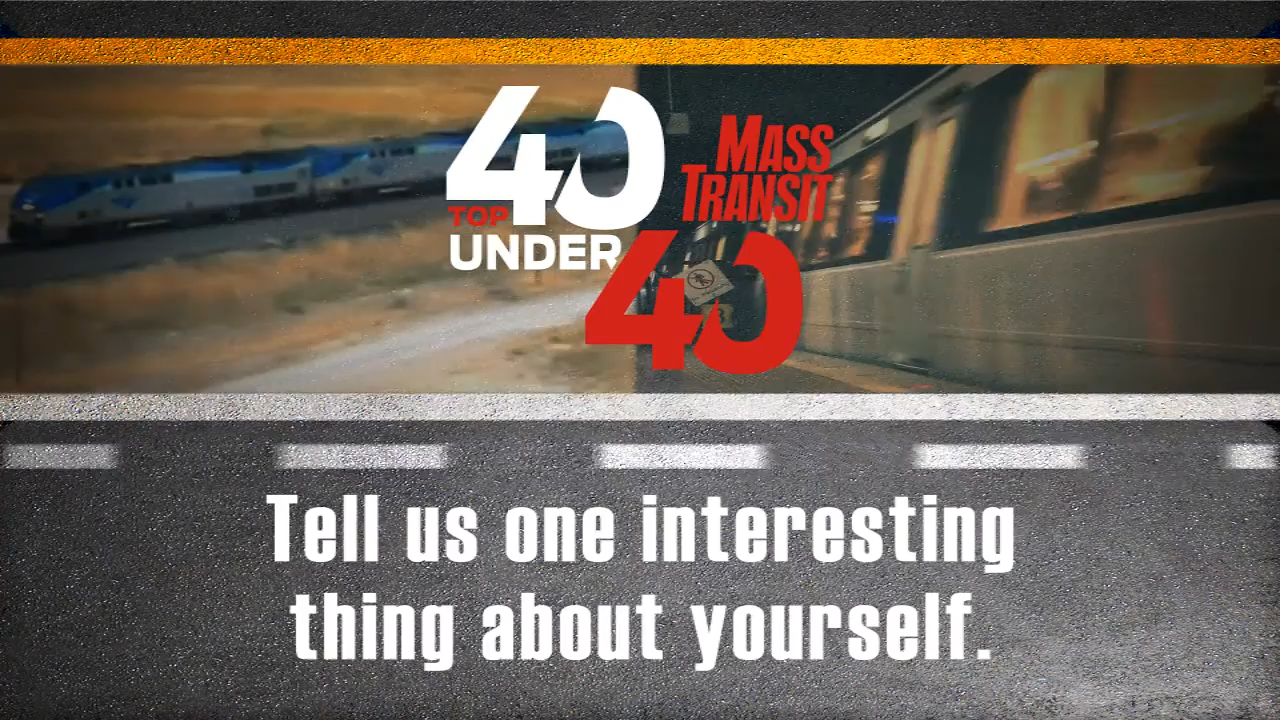 40
TOP
UNDER
MASS
TRANSIT
40
Tell us one interesting
thing about yourself.